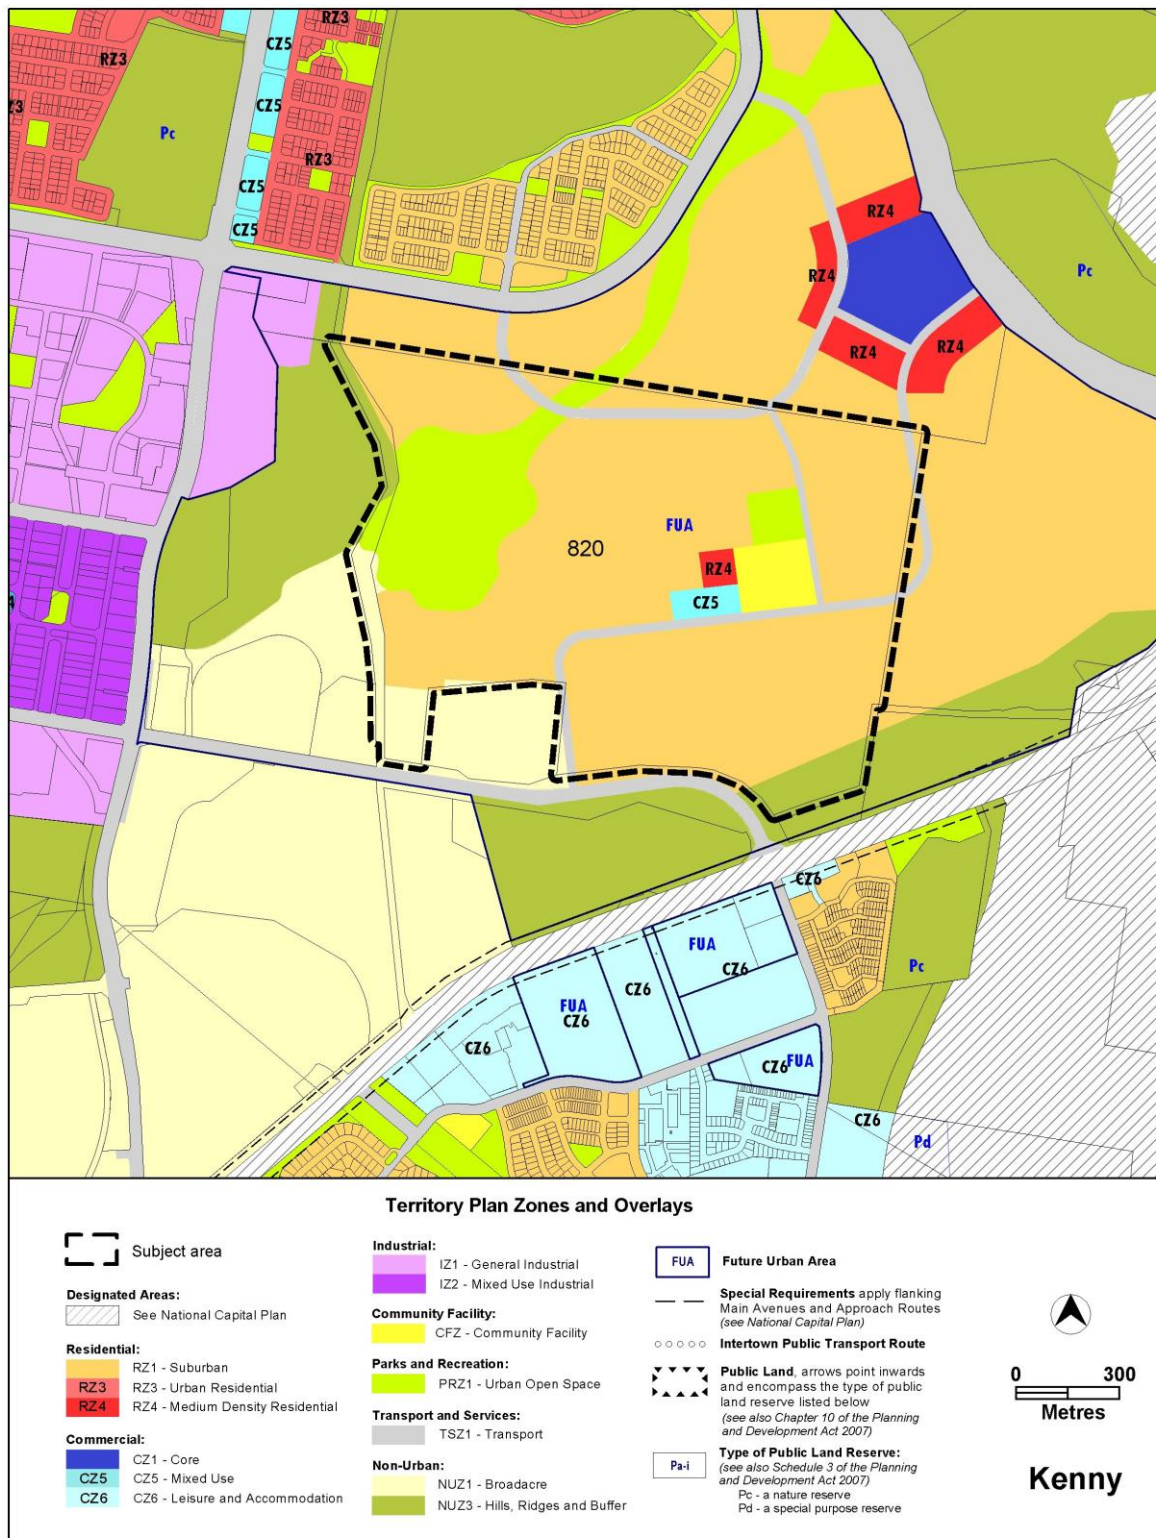 RZ3
CZ5
RZ3
CZ5
Pc
RZ3
CZ5
CZ5
RZ4
RZ4
Pc
RZ4
RZ4
FUA
820
RZ4
CZ5
CZ6
FUA
CZ6
Pc
CZ6
FUA
CZ6
CZ6
CZ6
FUA
CZ6
Pd
Territory Plan Zones and Overlays
Subject area
Designated Areas:
See National Capital Plan
Residential:
RZ1 - Suburban
RZ3 RZ3 - Urban Residential
RZ4 RZ4 - Medium Density Residential
Commercial:
CZ1 - Core
CZ5 CZ5 - Mixed Use
CZ6 CZ6 - Leisure and Accommodation
Industrial:
IZ1 - General Industrial
IZ2 - Mixed Use Industrial
Community Facility:
CFZ - Community Facility
Parks and Recreation:
PRZ1 - Urban Open Space
Transport and Services:
TSZ1 - Transport
Non-Urban:
NUZ1 - Broadacre
NUZ3 - Hills, Ridges and Buffer
FUA Future Urban Area
Special Requirements apply flanking
Main Avenues and Approach Routes
(see National Capital Plan)
Intertown Public Transport Route
Public Land, arrows point inwards
and encompass the type of public
land reserve listed below
(see also Chapter 10 of the Planning
and Development Act 2007)
Pa-i Type of Public Land Reserve:
(see also Schedule 3 of the Planning
and Development Act 2007)
Pc - a nature reserve
Pd - a special purpose reserve
0 300
Metres
Kenny